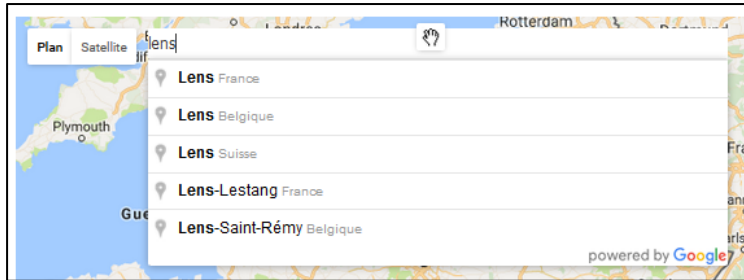 Rotterdam
Plan Satellite lens
Lens France
Lens Belgique
Plymouth
Lens Suisse
Lens-Lestang France
Lens-Saint-Rémy Belgique
powered by Google